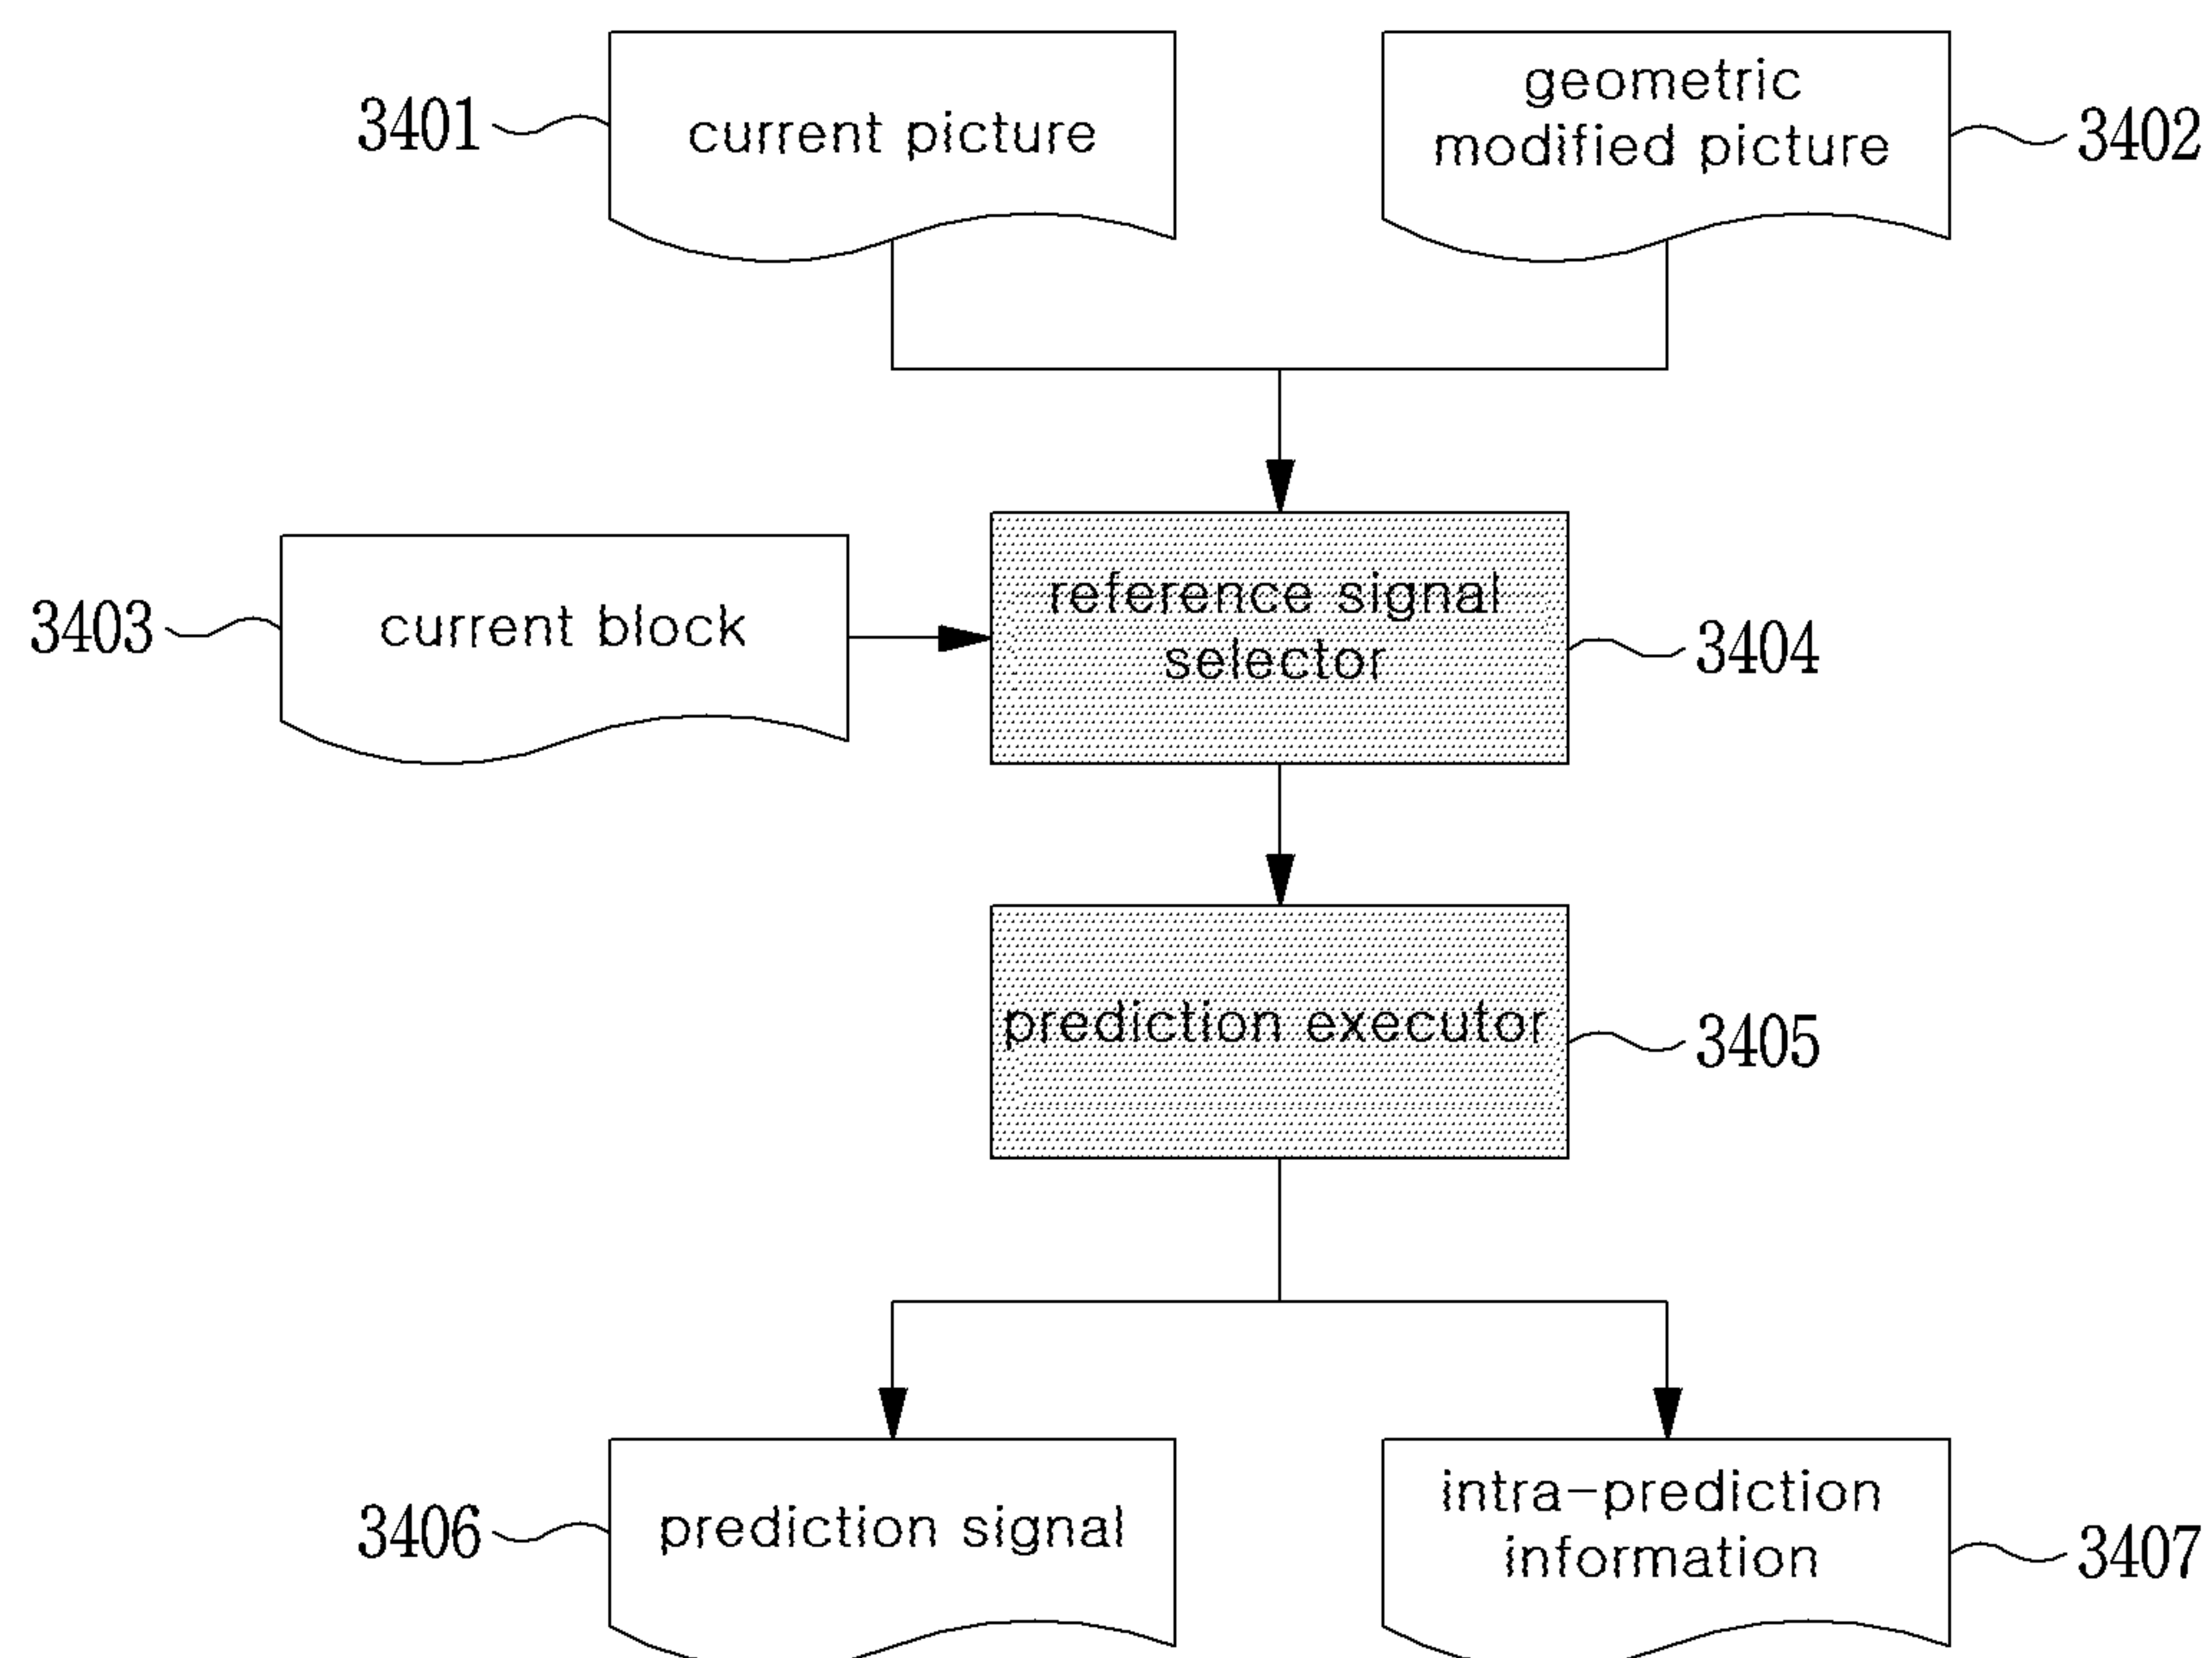 3401
current picture
geometric
modified picture
3402
3403
current block
reference signal
selector
3404
prediction executor
3405
3406
prediction signal
intra-prediction
information
3407